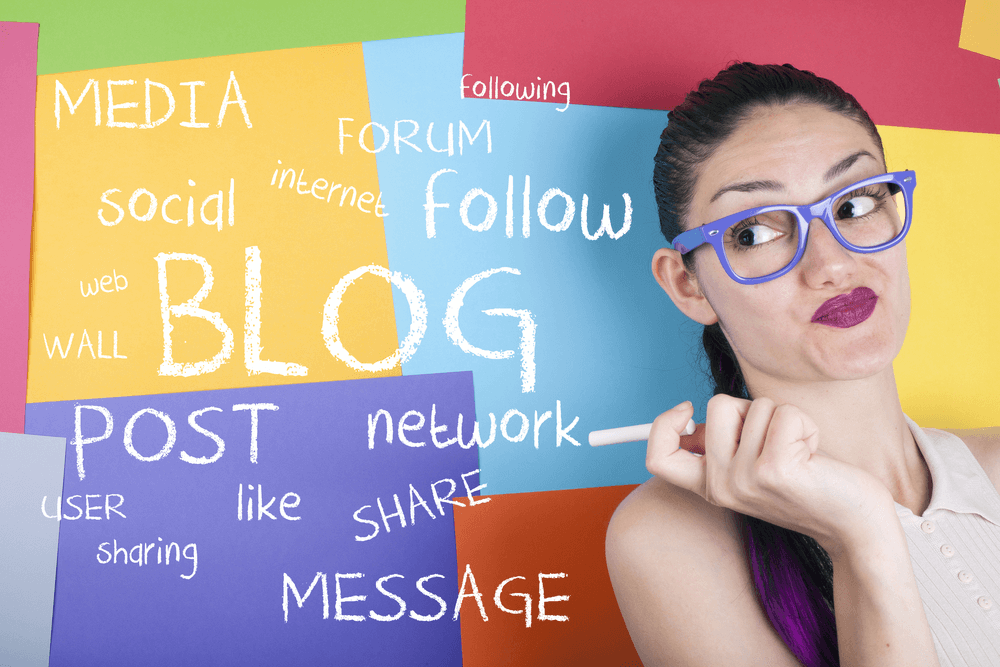 MEDIA
following
FORUM
internet
social
follow
web
BLOG
WALL
POST
network
USER
like
SHARE
sharing
MESSAGE